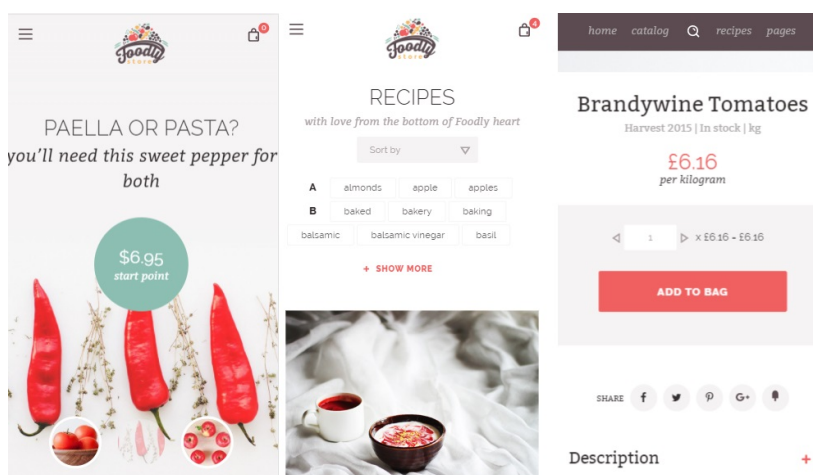 0
Foodly
store
PAELLA OR PASTA?
you'll need this sweet pepper for
both
$6.95
start point
4
Foodly
store
RECIPES
with love from the bottom of Foodly heart
Sort by
A almonds apple apples
B baked bakery baking
balsamic balsamic vinegar basil
+ SHOW MORE
home catalog recipes pages
Brandywine Tomatoes
Harvest 2015 | In stock | kg
£6.16
per kilogram
1 x £6.16 = £6.16
ADD TO BAG
SHARE f G+
Description +